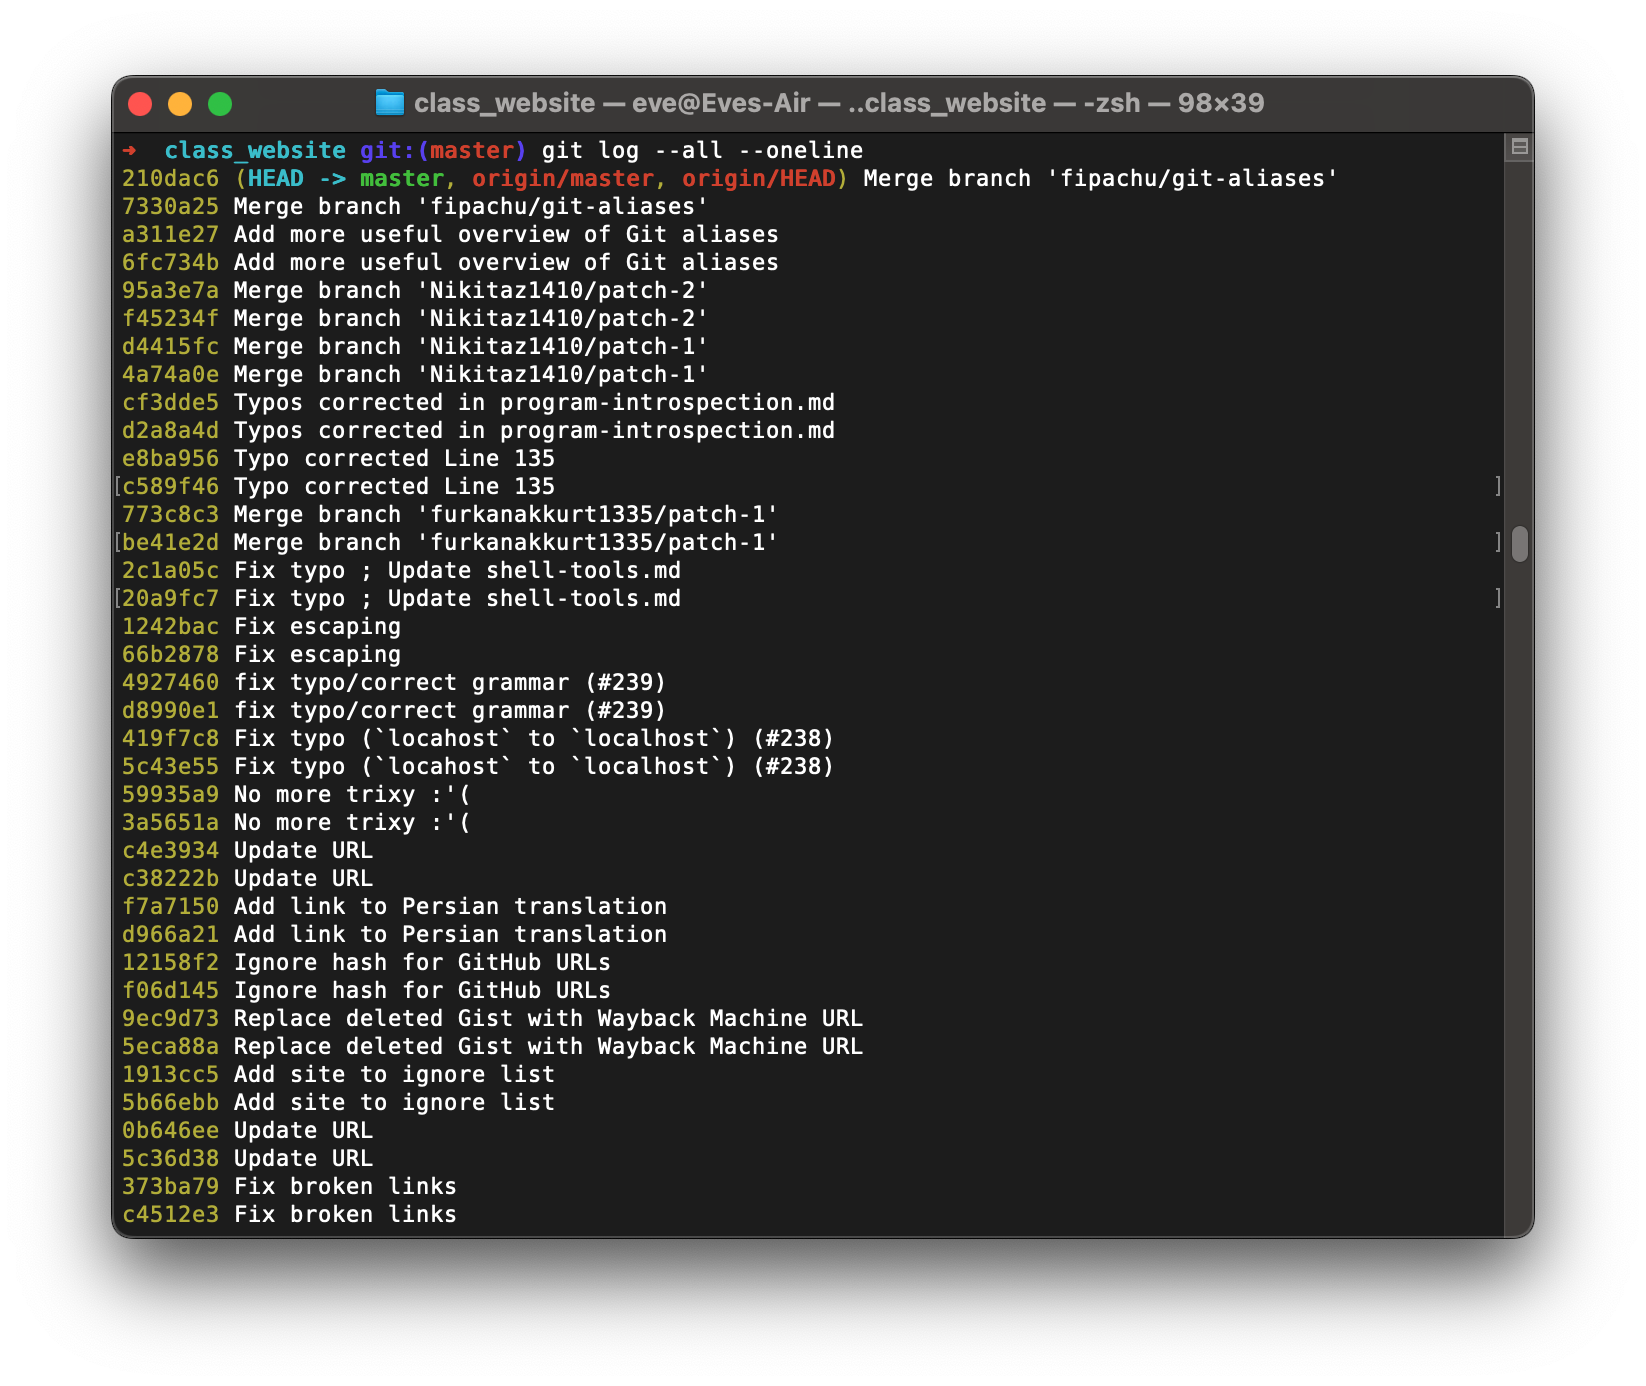 class_website — eve@Eves-Air — ..class_website — -zsh — 98×39
➜  class_website git:(master) git log --all --oneline
210dac6 (HEAD -> master, origin/master, origin/HEAD) Merge branch 'fipachu/git-aliases'
7330a25 Merge branch 'fipachu/git-aliases'
a311e27 Add more useful overview of Git aliases
6fc734b Add more useful overview of Git aliases
95a3e7a Merge branch 'Nikitaz1410/patch-2'
f45234f Merge branch 'Nikitaz1410/patch-2'
d4415fc Merge branch 'Nikitaz1410/patch-1'
4a74a0e Merge branch 'Nikitaz1410/patch-1'
cf3dde5 Typos corrected in program-introspection.md
d2a8a4d Typos corrected in program-introspection.md
e8ba956 Typo corrected Line 135
[c589f46 Typo corrected Line 135 ]
773c8c3 Merge branch 'furkanakkurt1335/patch-1'
[be41e2d Merge branch 'furkanakkurt1335/patch-1' ]
2c1a05c Fix typo ; Update shell-tools.md
[20a9fc7 Fix typo ; Update shell-tools.md ]
1242bac Fix escaping
66b2878 Fix escaping
4927460 fix typo/correct grammar (#239)
d8990e1 fix typo/correct grammar (#239)
419f7c8 Fix typo (`locahost` to `localhost`) (#238)
5c43e55 Fix typo (`locahost` to `localhost`) (#238)
59935a9 No more trixy :'(
3a5651a No more trixy :'(
c4e3934 Update URL
c38222b Update URL
f7a7150 Add link to Persian translation
d966a21 Add link to Persian translation
12158f2 Ignore hash for GitHub URLs
f06d145 Ignore hash for GitHub URLs
9ec9d73 Replace deleted Gist with Wayback Machine URL
5eca88a Replace deleted Gist with Wayback Machine URL
1913cc5 Add site to ignore list
5b66ebb Add site to ignore list
0b646ee Update URL
5c36d38 Update URL
373ba79 Fix broken links
c4512e3 Fix broken links